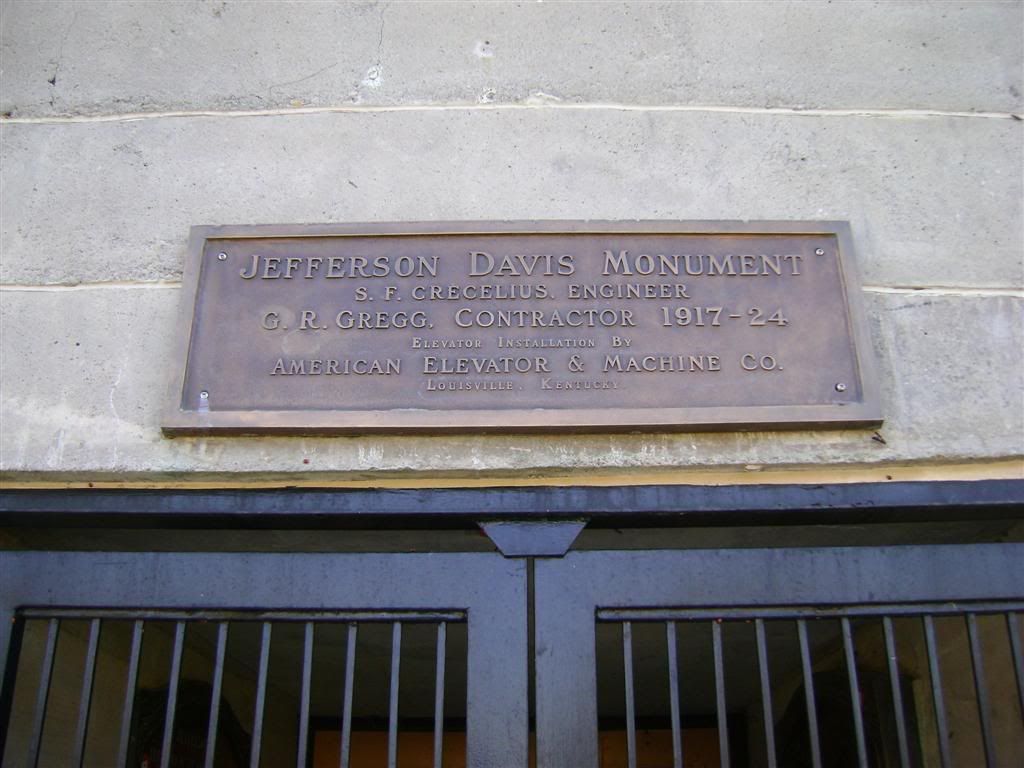 JEFFERSON DAVIS MONUMENT
S. F. CRECELIUS, ENGINEER
G. R. GREGG, CONTRACTOR 1917-24
ELEVATOR INSTALLATION BY
AMERICAN ELEVATOR & MACHINE CO.
LOUISVILLE, KENTUCKY